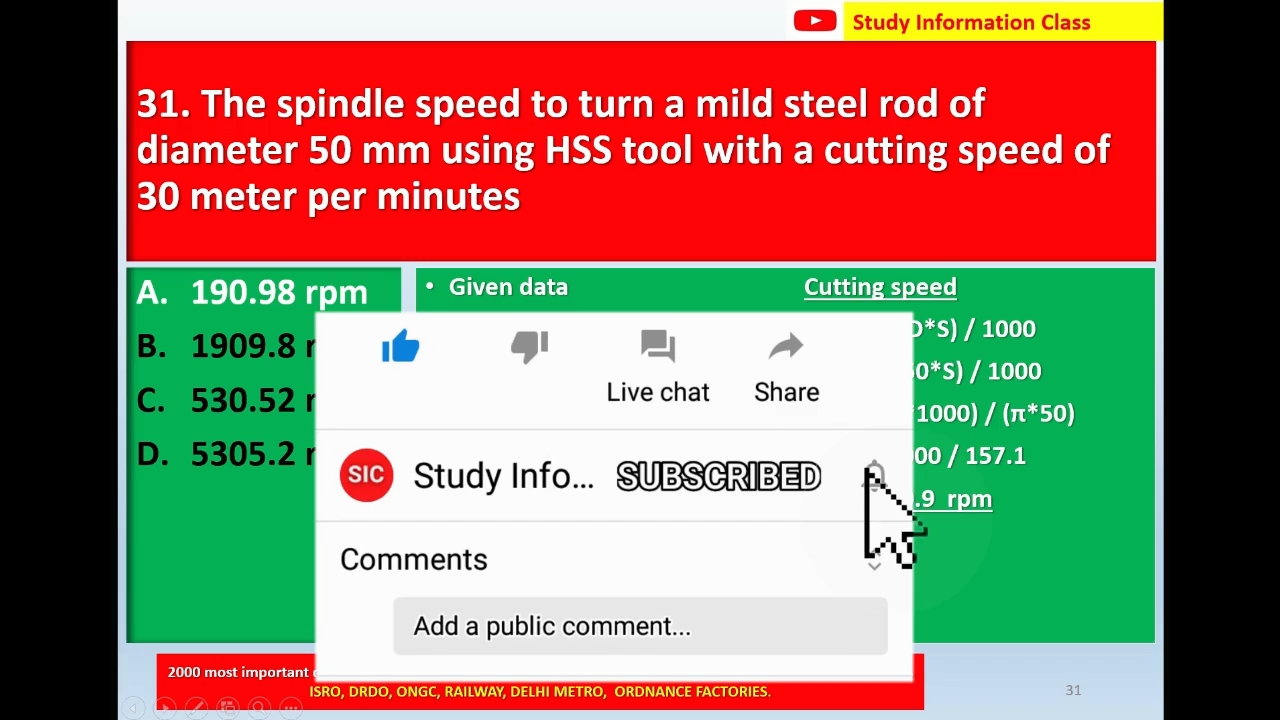 Study Information Class
31. The spindle speed to turn a mild steel rod of
diameter 50 mm using HSS tool with a cutting speed of
30 meter per minutes
A. 190.98 rpm
B. 1909.8
C. 530.52
D. 5305.2
• Given data
Cutting speed
*S) / 1000
0*S) / 1000
*1000) / (π*50)
00 / 157.1
.9 rpm
Live chat
Share
SIC
Study Info...
SUBSCRIBED
Comments
Add a public comment...
2000 most important
ISRO, DRDO, ONGC, RAILWAY, DELHI METRO, ORDNANCE FACTORIES.
31